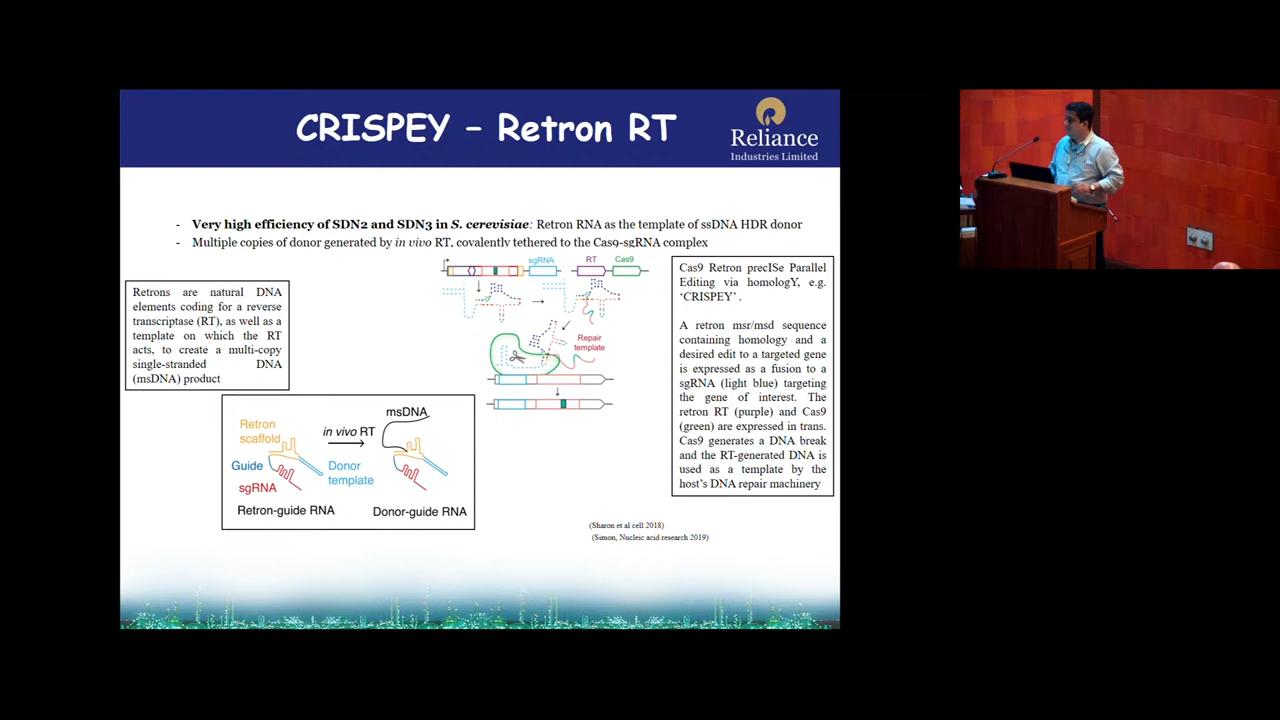 CRISPEY – Retron RT
Reliance
Industries Limited
- Very high efficiency of SDN2 and SDN3 in S. cerevisiae: Retron RNA as the template of ssDNA HDR donor
- Multiple copies of donor generated by in vivo RT, covalently tethered to the Cas9-sgRNA complex
Retrons are natural DNA
elements coding for a reverse
transcriptase (RT), as well as a
template on which the RT
acts, to create a multi-copy
single-stranded DNA
(msDNA) product
sgRNA
RT
Cas9
Repair
template
Cas9 Retron precISe Parallel
Editing via homologY, e.g.
‘CRISPEY’ .
A retron msr/msd sequence
containing homology and a
desired edit to a targeted gene
is expressed as a fusion to a
sgRNA (light blue) targeting
the gene of interest. The
retron RT (purple) and Cas9
(green) are expressed in trans.
Cas9 generates a DNA break
and the RT-generated DNA is
used as a template by the
host’s DNA repair machinery
Retron
scaffold
Guide
sgRNA
Retron-guide RNA
in vivo RT
Donor
template
msDNA
Donor-guide RNA
(Sharon et al cell 2018)
(Simon, Nucleic acid research 2019)